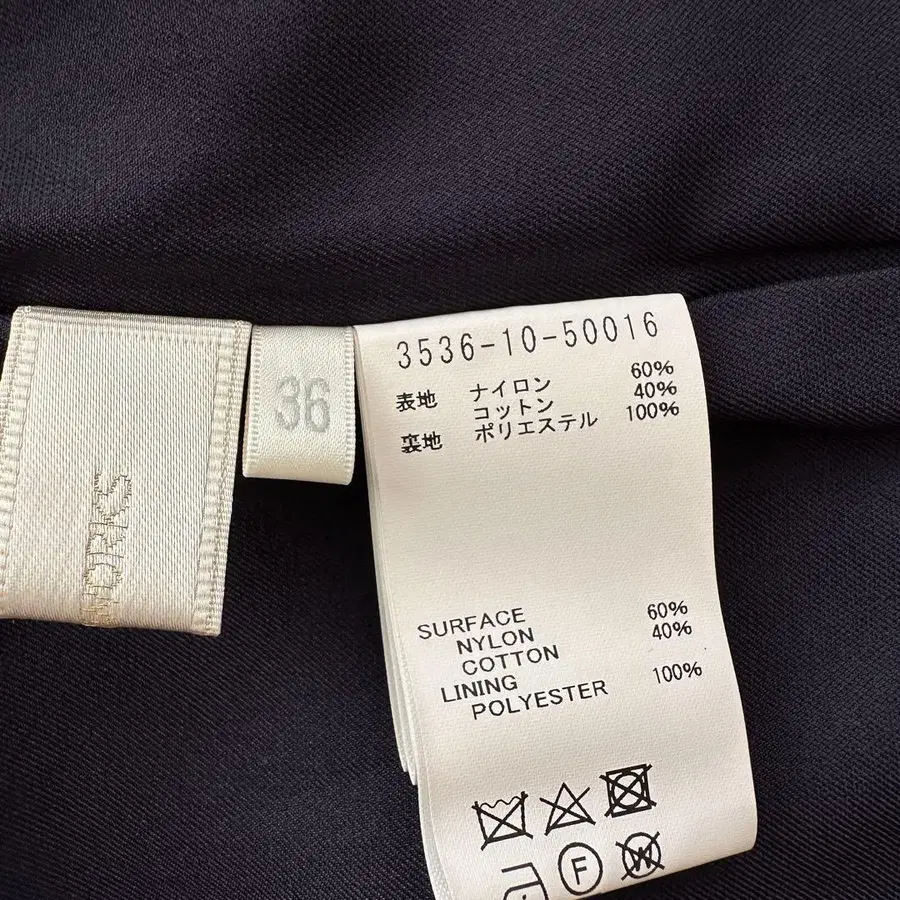 36
3536-10-50016
表地 ナイロン 60%
コットン 40%
裏地 ポリエステル 100%
SURFACE
NYLON 60%
COTTON 40%
LINING
POLYESTER 100%
F
W